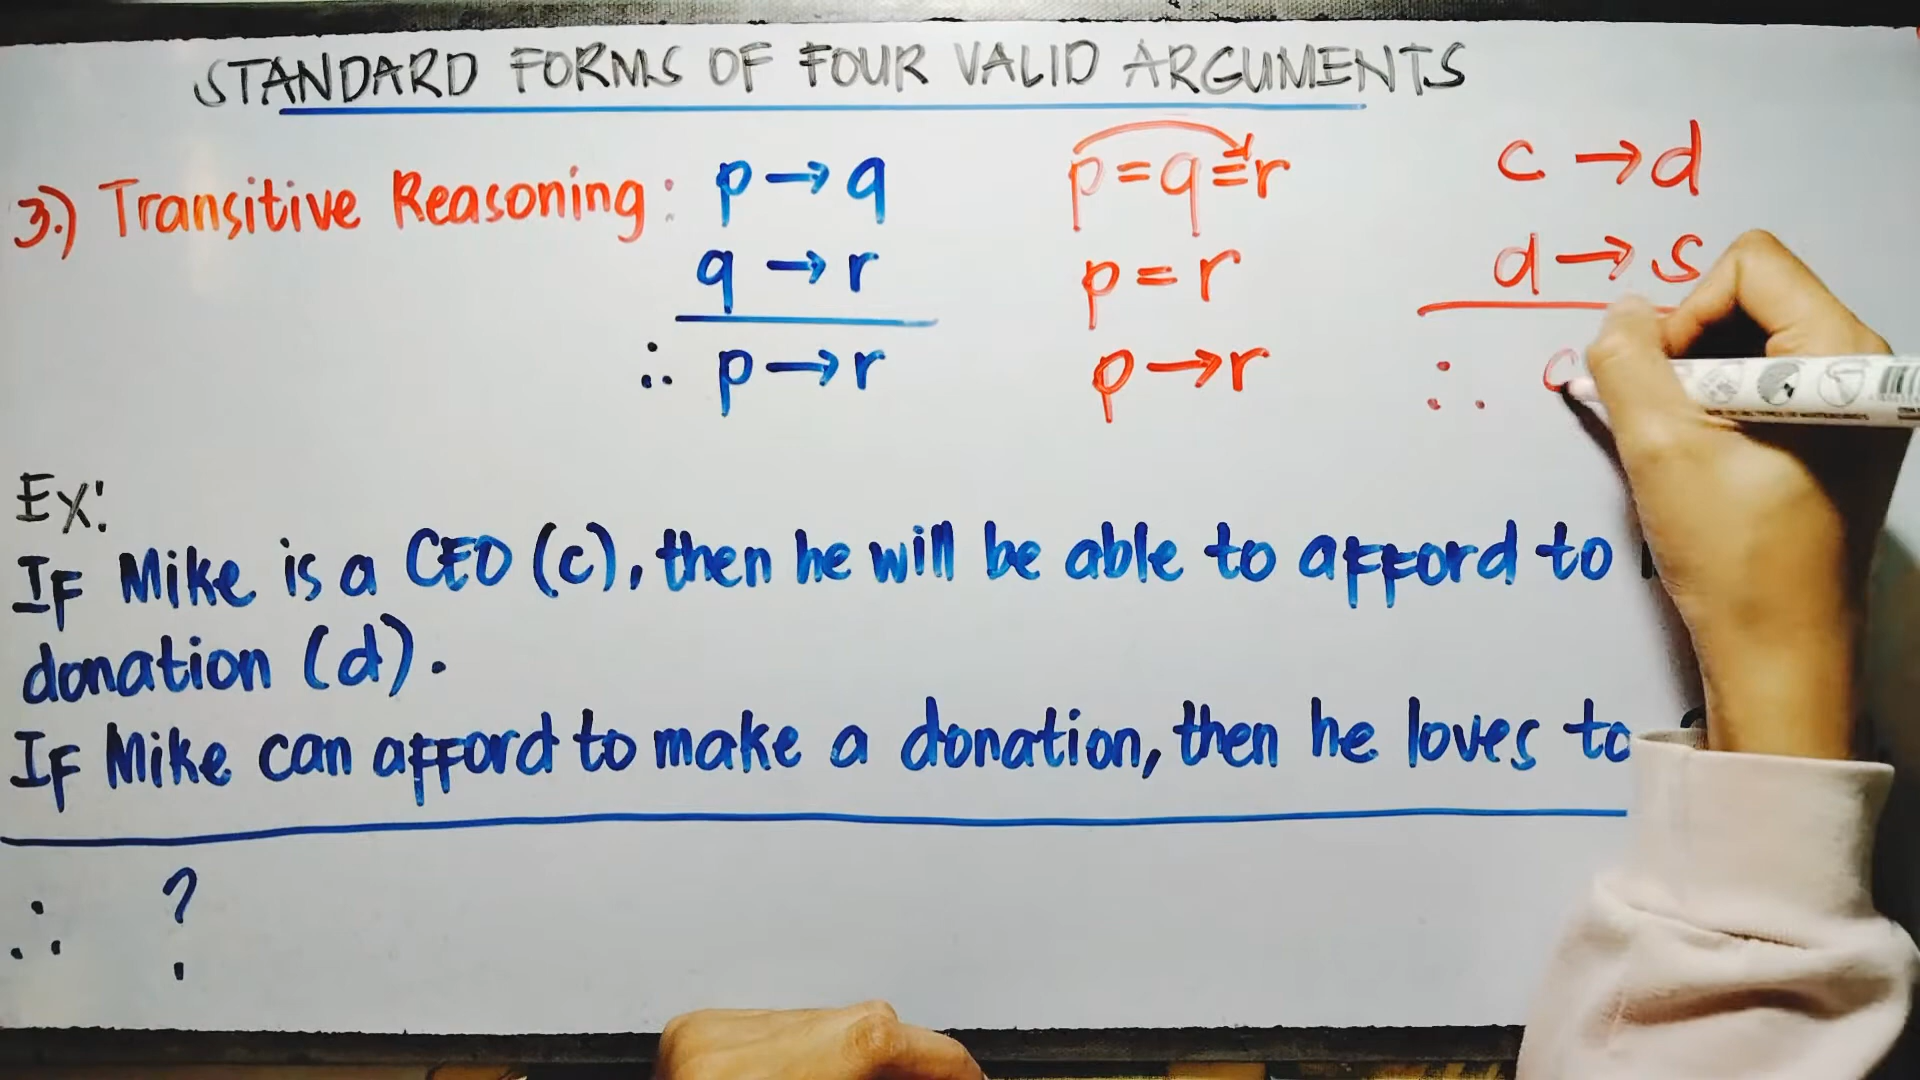 STANDARD FORMS OF FOUR VALID ARGUMENTS
3.) Transitive Reasoning: p → q
q → r
∴ p → r
p = q = r
p = r
p → r
c → d
d → s
∴ c
Ex:
If Mike is a CEO (c), then he will be able to afford to
donation (d).
If Mike can afford to make a donation, then he loves to
∴ ?